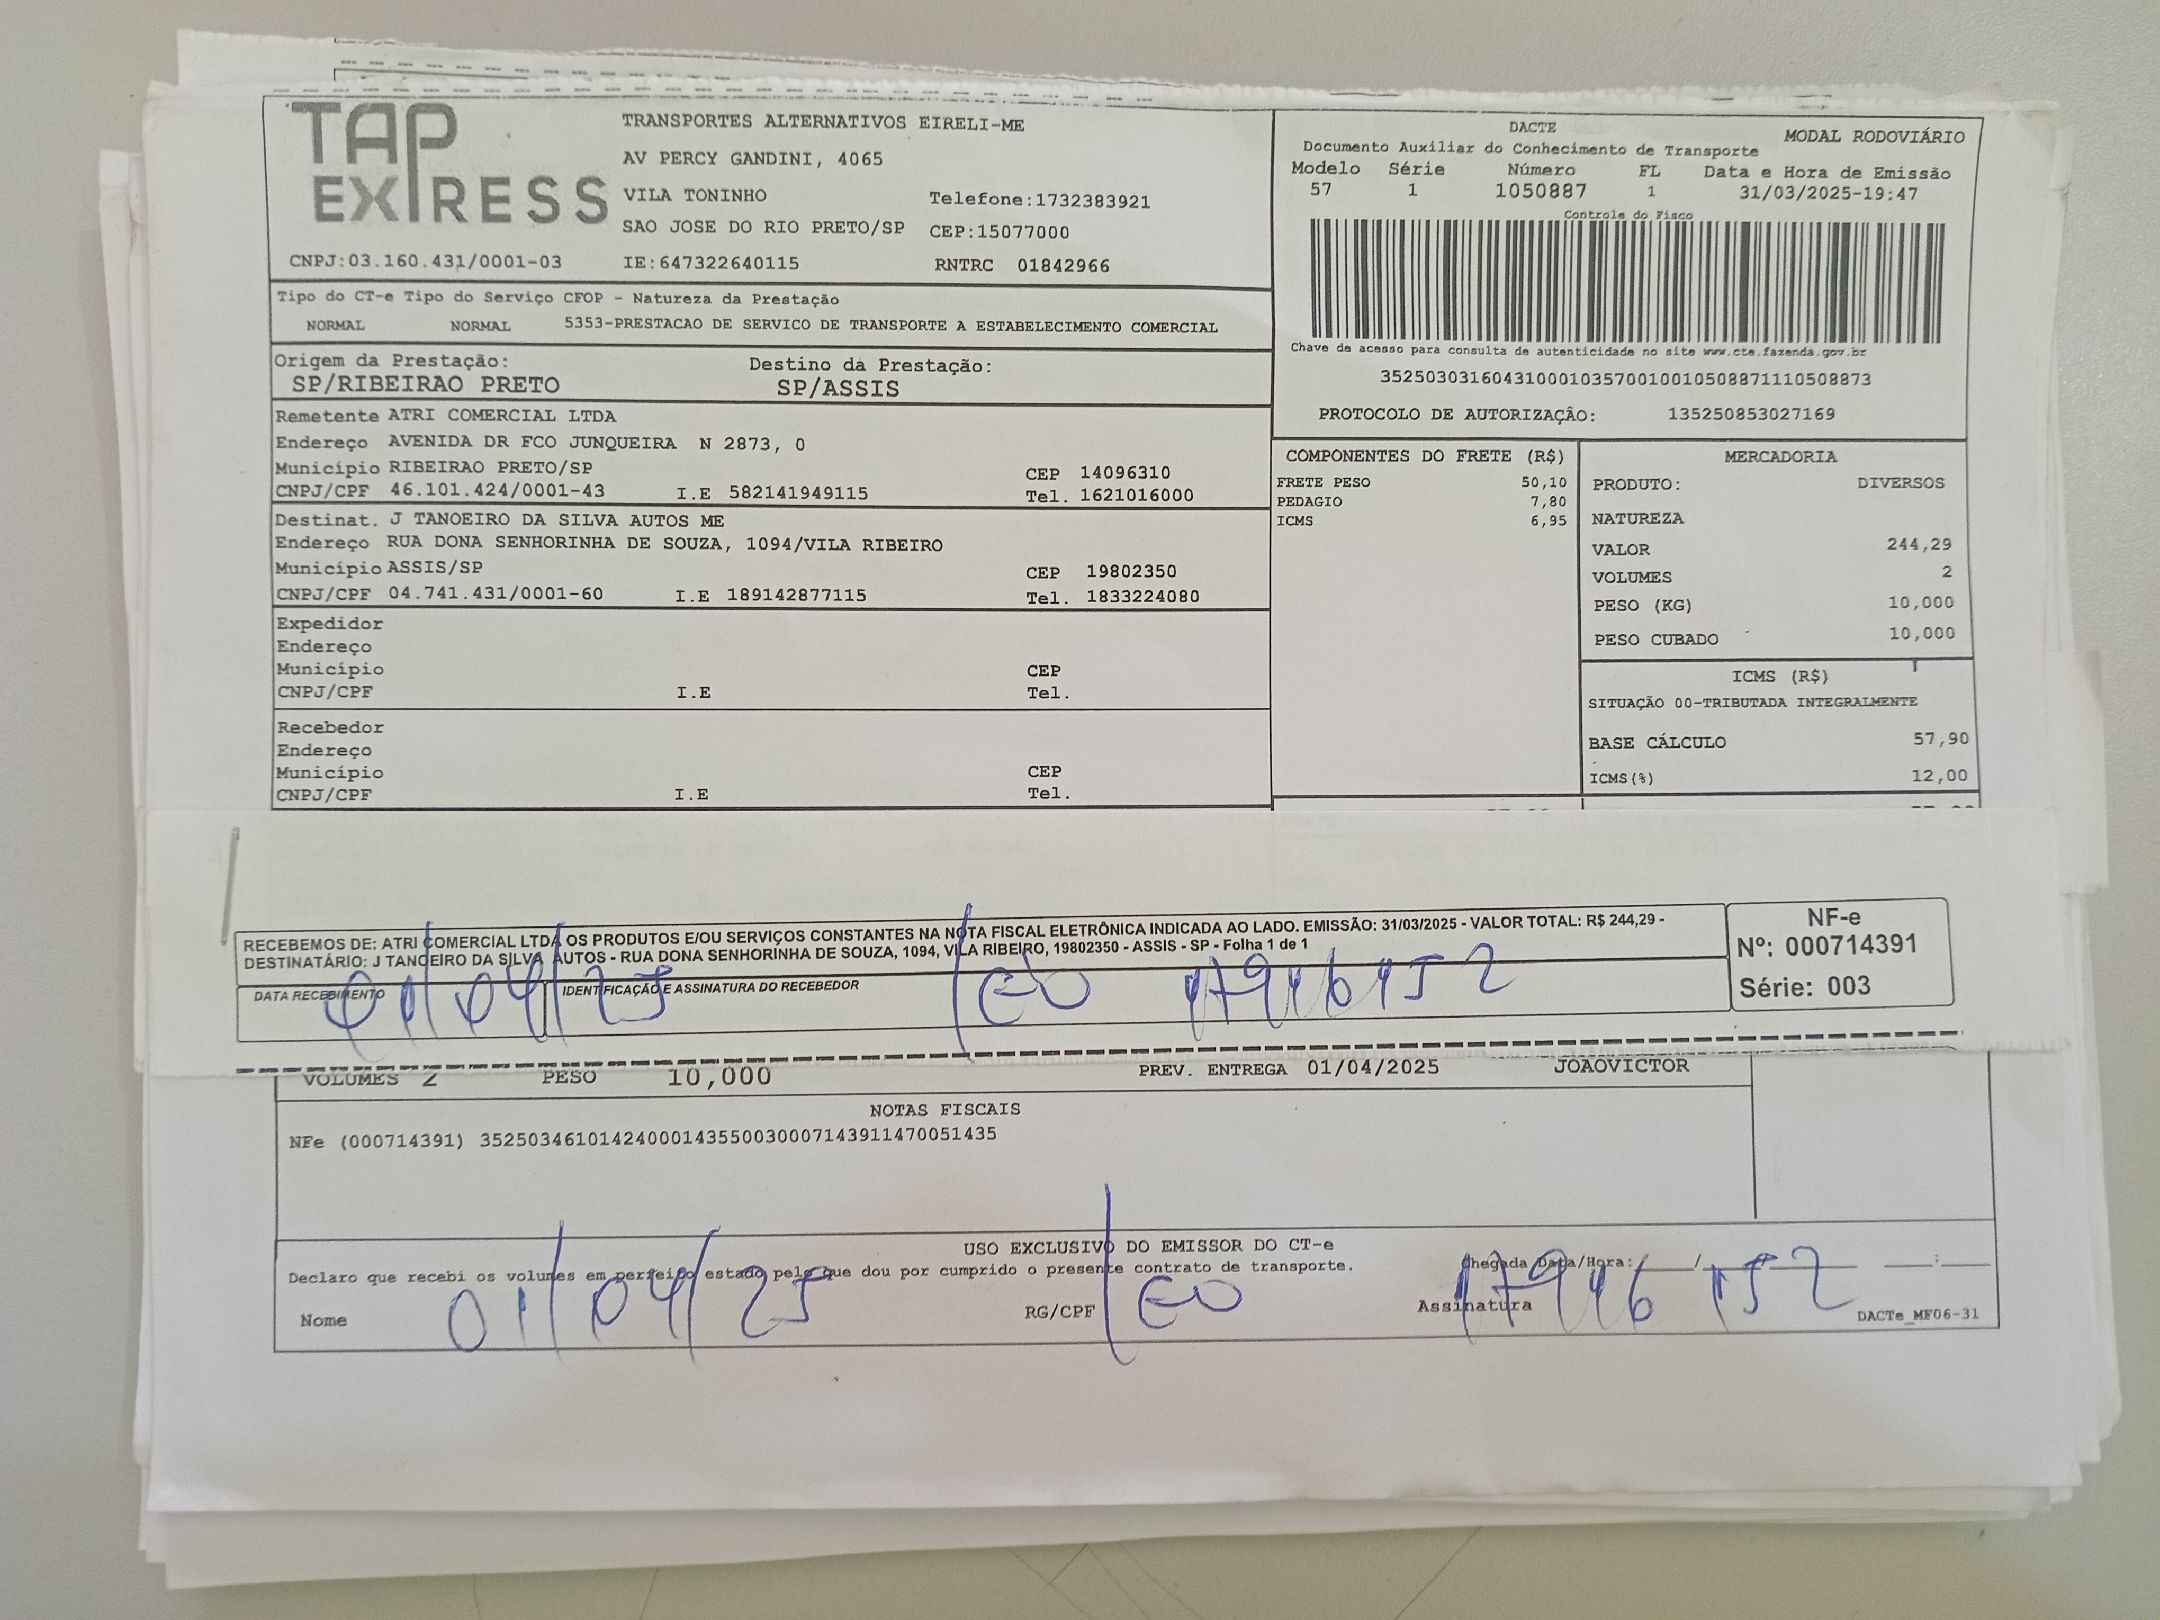 TAP EXPRESS
TRANSPORTES ALTERNATIVOS EIRELI-ME
AV PERCY GANDINI, 4065
VILA TONINHO Telefone:1732383921
SAO JOSE DO RIO PRETO/SP CEP:15077000
CNPJ:03.160.431/0001-03 IE:647322640115 RNTRC 01842966
DACTE MODAL RODOVIÁRIO
Documento Auxiliar do Conhecimento de Transporte
Modelo Série Número FL Data e Hora de Emissão
57 1 1050887 1 31/03/2025-19:47
Controle do Fisco
Chave de acesso para consulta de autenticidade no site www.cte.fazenda.gov.br
35250303160431000103570010010508871110508873
PROTOCOLO DE AUTORIZAÇÂO: 135250853027169
Tipo do CT-e Tipo do Serviço CFOP - Natureza da Prestação
NORMAL NORMAL 5353-PRESTACAO DE SERVICO DE TRANSPORTE A ESTABELECIMENTO COMERCIAL
Origem da Prestação: Destino da Prestação:
SP/RIBEIRAO PRETO SP/ASSIS
Remetente ATRI COMERCIAL LTDA
Endereço AVENIDA DR FCO JUNQUEIRA N 2873, 0
Município RIBEIRAO PRETO/SP CEP 14096310
CNPJ/CPF 46.101.424/0001-43 I.E 582141949115 Tel. 1621016000
Destinat. J TANOEIRO DA SILVA AUTOS ME
Endereço RUA DONA SENHORINHA DE SOUZA, 1094/VILA RIBEIRO
Município ASSIS/SP CEP 19802350
CNPJ/CPF 04.741.431/0001-60 I.E 189142877115 Tel. 1833224080
Expedidor
Endereço
Município CEP
CNPJ/CPF I.E Tel.
Recebedor
Endereço
Município CEP
CNPJ/CPF I.E Tel.
COMPONENTES DO FRETE (R$)
FRETE PESO 50,10
PEDAGIO 7,80
ICMS 6,95
MERCADORIA
PRODUTO: DIVERSOS
NATUREZA
VALOR 244,29
VOLUMES 2
PESO (KG) 10,000
PESO CUBADO 10,000
ICMS (R$)
SITUAÇÃO 00-TRIBUTADA INTEGRALMENTE
BASE CÁLCULO 57,90
ICMS(%) 12,00
RECEBEMOS DE: ATRI COMERCIAL LTDA OS PRODUTOS E/OU SERVIÇOS CONSTANTES NA NOTA FISCAL ELETRÔNICA INDICADA AO LADO. EMISSÃO: 31/03/2025 - VALOR TOTAL: R$ 244,29 -
DESTINATÁRIO: J TANOEIRO DA SILVA AUTOS - RUA DONA SENHORINHA DE SOUZA, 1094, VILA RIBEIRO, 19802350 - ASSIS - SP - Folha 1 de 1
DATA RECEBIMENTO IDENTIFICAÇÃO E ASSINATURA DO RECEBEDOR
01/04/25
NF-e
Nº: 000714391
Série: 003
VOLUMES 2 PESO 10,000 PREV. ENTREGA 01/04/2025 JOAOVICTOR
NOTAS FISCAIS
NFe (000714391) 35250346101424000143550030007143911470051435
USO EXCLUSIVO DO EMISSOR DO CT-e
Declaro que recebi os volumes em perfeito estado pelo que dou por cumprido o presente contrato de transporte. Chegada Data/Hora:
Nome 01/04/25 RG/CPF Assinatura
DACTe_MF06-31